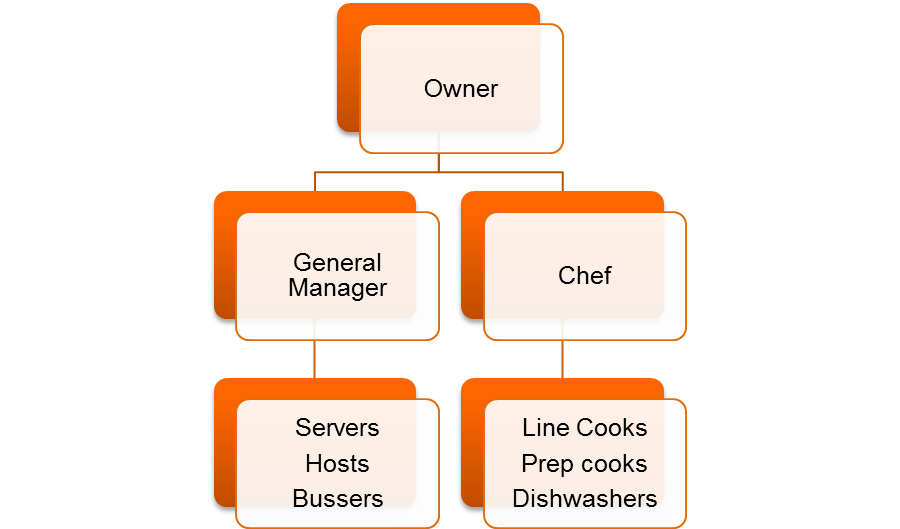 Owner
General
Manager
Chef
Servers
Hosts
Bussers
Line Cooks
Prep cooks
Dishwashers